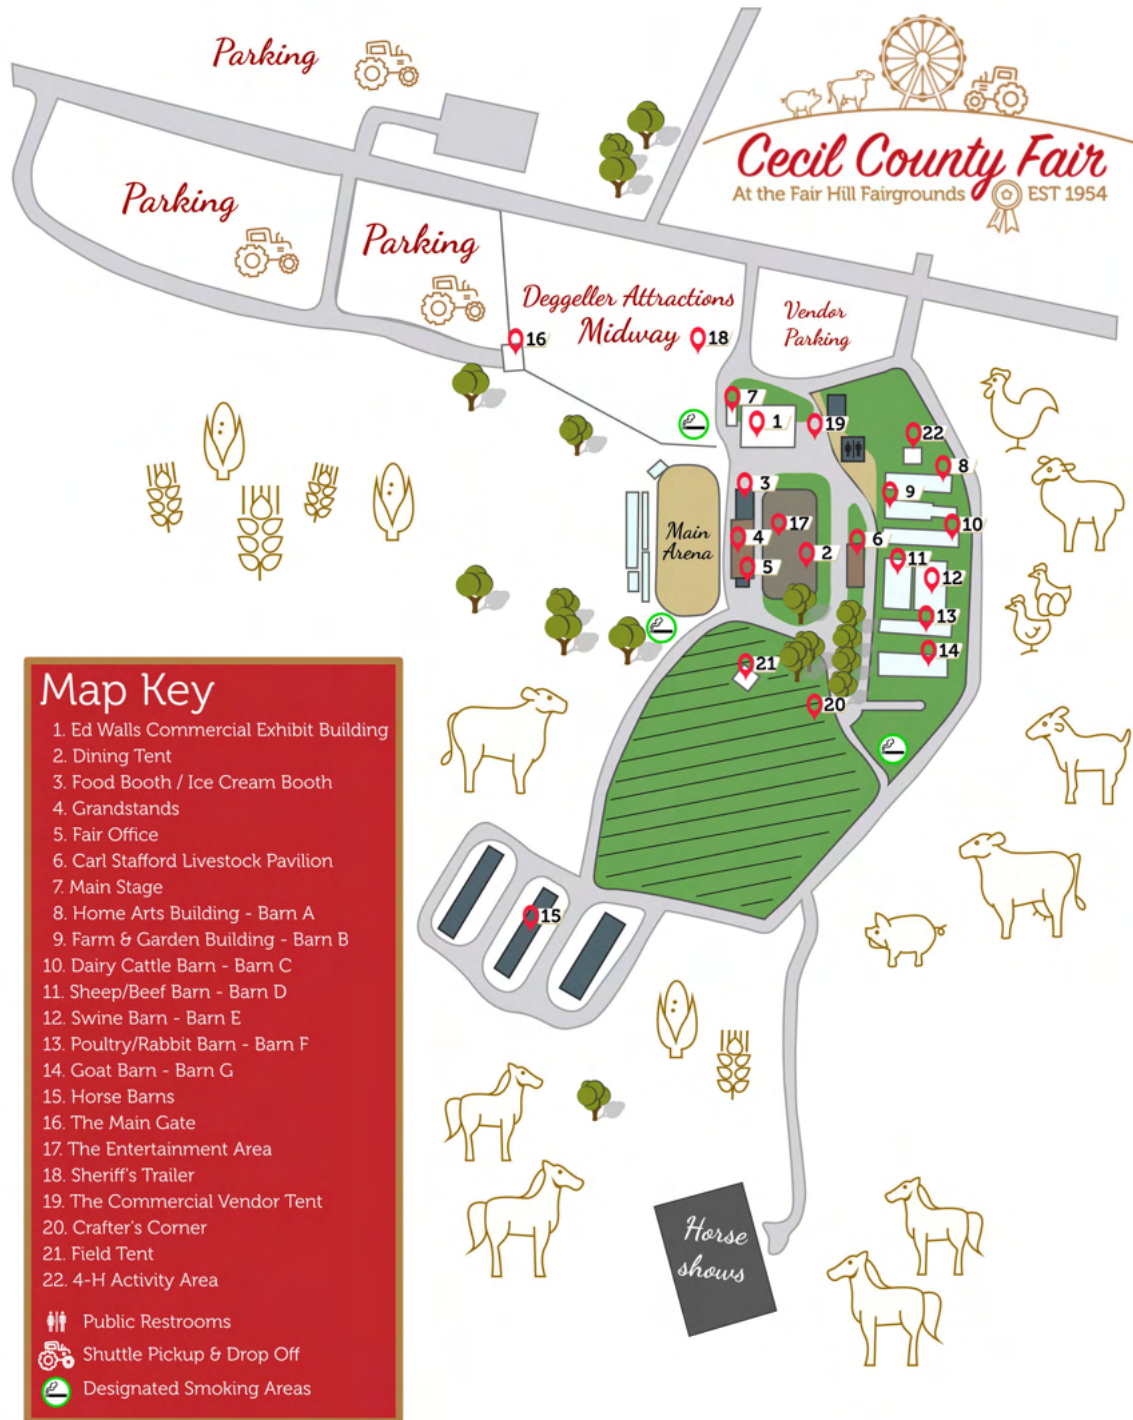 Parking
Cecil County Fair
At the Fair Hill Fairgrounds EST 1954
Parking
Parking
Deggeller Attractions
Midway
18
Vendor
Parking
16
7
1
19
22
8
9
3
10
17
Main
Arena
4
2
6
11
5
12
13
14
21
20
15
Horse
shows
Map Key
1. Ed Walls Commercial Exhibit Building
2. Dining Tent
3. Food Booth / Ice Cream Booth
4. Grandstands
5. Fair Office
6. Carl Stafford Livestock Pavilion
7. Main Stage
8. Home Arts Building - Barn A
9. Farm & Garden Building - Barn B
10. Dairy Cattle Barn - Barn C
11. Sheep/Beef Barn - Barn D
12. Swine Barn - Barn E
13. Poultry/Rabbit Barn - Barn F
14. Goat Barn - Barn G
15. Horse Barns
16. The Main Gate
17. The Entertainment Area
18. Sheriff's Trailer
19. The Commercial Vendor Tent
20. Crafter's Corner
21. Field Tent
22. 4-H Activity Area
Public Restrooms
Shuttle Pickup & Drop Off
Designated Smoking Areas